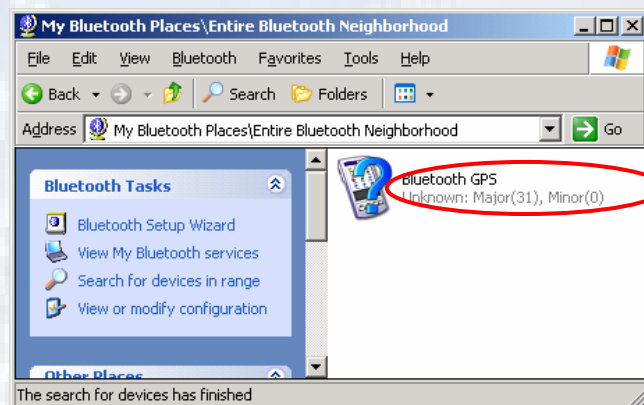 My Bluetooth Places\Entire Bluetooth Neighborhood
File Edit View Bluetooth Favorites Tools Help
Back Search Folders
Address My Bluetooth Places\Entire Bluetooth Neighborhood Go
Bluetooth Tasks
Bluetooth Setup Wizard
View My Bluetooth services
Search for devices in range
View or modify configuration
Other Places
Bluetooth GPS
Unknown: Major(31), Minor(0)
The search for devices has finished